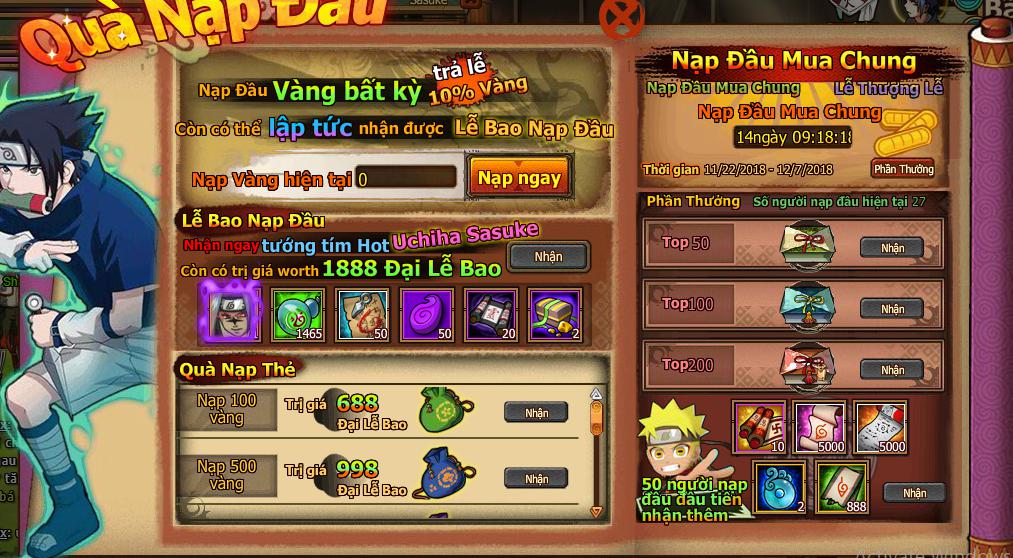 Quà Nạp Đầu
Sasuke
Nạp Đầu Vàng bất kỳ trả lễ 10% Vàng
Còn có thể lập tức nhận được Lễ Bao Nạp Đầu
Nạp Vàng hiện tại 0
Nạp ngay
Lễ Bao Nạp Đầu
Nhận ngay tướng tím Hot Uchiha Sasuke
Còn có trị giá worth 1888 Đại Lễ Bao
Nhận
1465 50 50 20 2
Quà Nạp Thẻ
Nạp 100 vàng
Trị giá 688 Đại Lễ Bao
Nhận
Nạp 500 vàng
Trị giá 998 Đại Lễ Bao
Nhận
Nạp Đầu Mua Chung
Nạp Đầu Mua Chung Lễ Thượng Lễ
Nạp Đầu Mua Chung
14ngày 09:18:18
Thời gian 11/22/2018 - 12/7/2018
Phần Thưởng
Phần Thưởng Số người nạp đầu hiện tại 27
Top 50 Nhận
Top100 Nhận
Top200 Nhận
10 5000 5000
50 người nạp
đầu đầu tiên
nhận thêm
2 888
Nhận